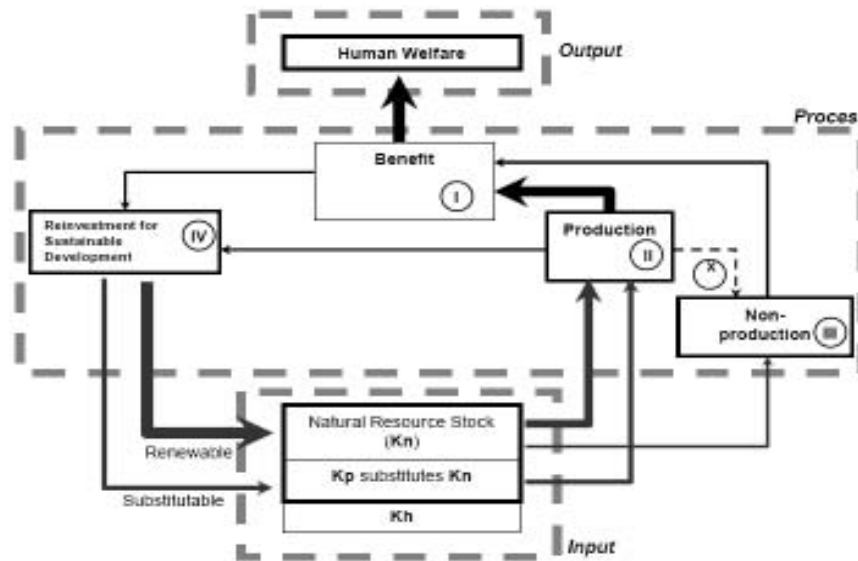 Human Welfare
Output
Proces
Benefit
I
Reinvestment for
Sustainable
Development
IV
Production
II
X
Non-
production
III
Natural Resource Stock
(Kn)
Renewable
Kp substitutes Kn
Substitutable
Kh
Input